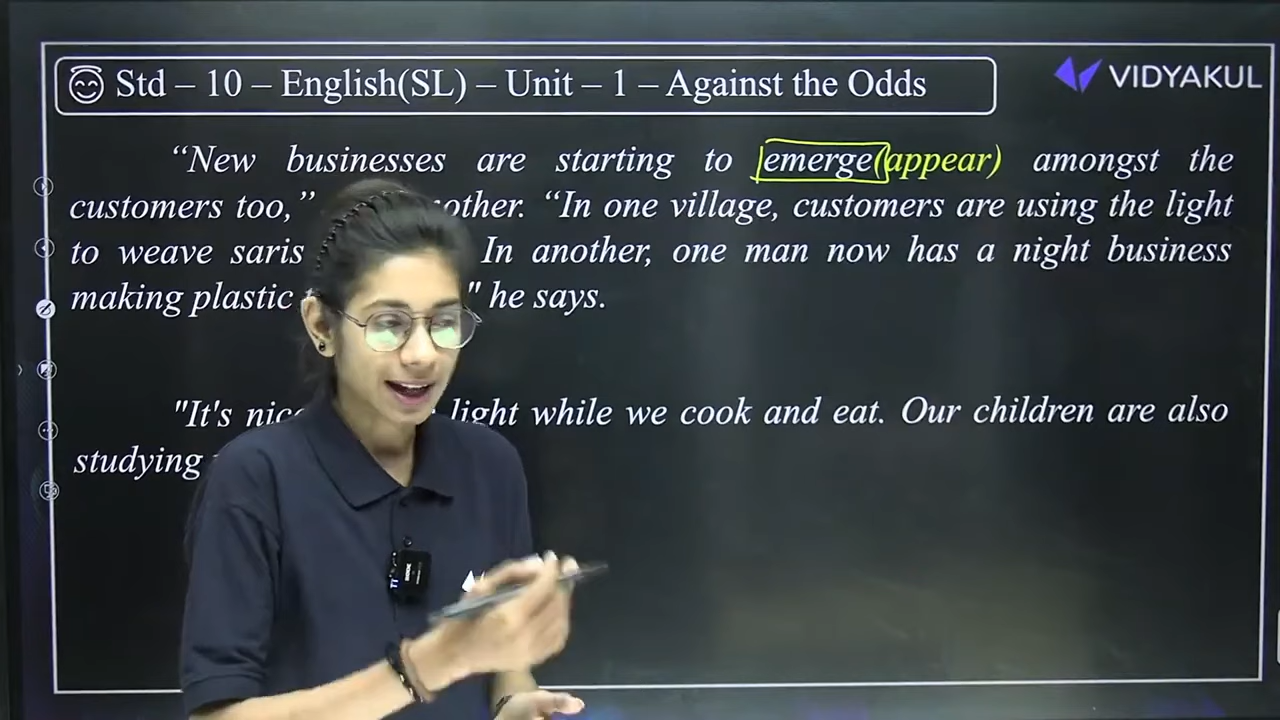 Std – 10 – English(SL) – Unit – 1 – Against the Odds
VIDYAKUL
“New businesses are starting to emerge(appear) amongst the
customers too,” other. “In one village, customers are using the light
to weave saris In another, one man now has a night business
making plastic " he says.
"It's light while we cook and eat. Our children are also
studying